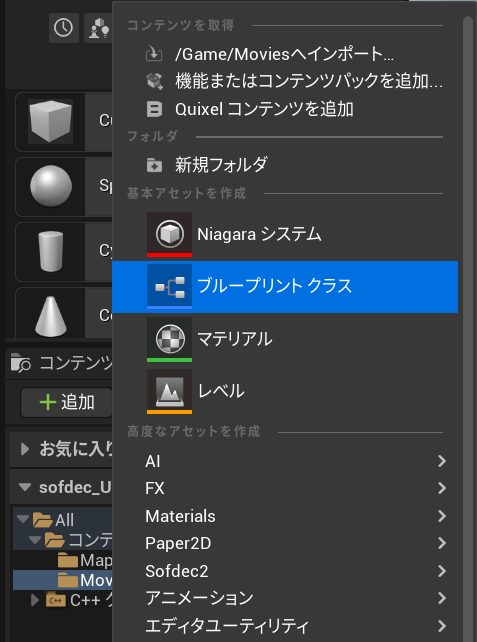 コンテンツを取得
/Game/Moviesへインポート...
機能またはコンテンツパックを追加...
Quixel コンテンツを追加
フォルダ
新規フォルダ
基本アセットを作成
Niagara システム
ブループリント クラス
マテリアル
レベル
高度なアセットを作成
AI
FX
Materials
Paper2D
Sofdec2
アニメーション
エディタユーティリティ
コンテンツ
追加
お気に入り
sofdec_U
All
コンテ
Map
Mov
C++